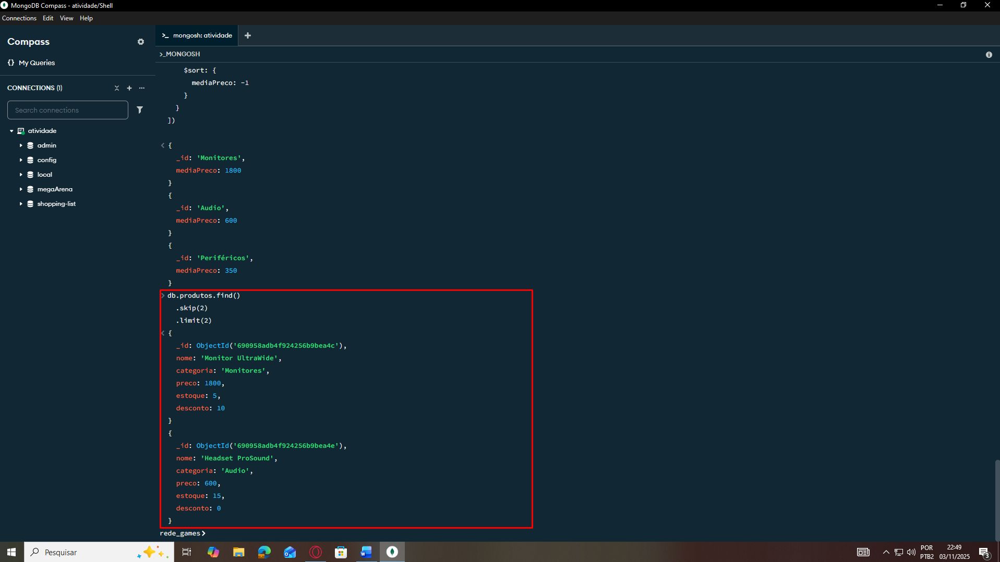 MongoDB Compass - atividade/Shell
Connections Edit View Help
Compass
{} My Queries
CONNECTIONS (1)
Search connections
atividade
admin
config
local
megaArena
shopping-list
>_ mongosh: atividade
>_MONGOSH
$sort: {
mediaPreco: -1
}
}
])
{
_id: 'Monitores',
mediaPreco: 1800
}
{
_id: 'Audio',
mediaPreco: 600
}
{
_id: 'Periféricos',
mediaPreco: 350
}
> db.produtos.find()
.skip(2)
.limit(2)
< {
_id: ObjectId('690958adb4f924256b9bea4c'),
nome: 'Monitor UltraWide',
categoria: 'Monitores',
preco: 1800,
estoque: 5,
desconto: 10
}
{
_id: ObjectId('690958adb4f924256b9bea4e'),
nome: 'Headset ProSound',
categoria: 'Audio',
preco: 600,
estoque: 15,
desconto: 0
}
rede_games>
Pesquisar
POR
PTB2
22:49
03/11/2025
3